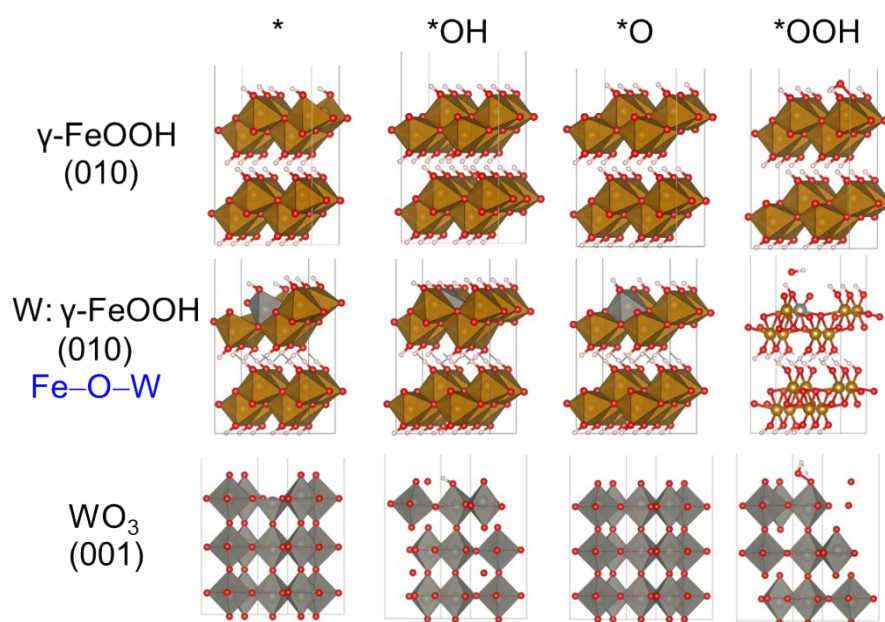 * *OH *O *OOH
γ-FeOOH
(010)
W: γ-FeOOH
(010)
Fe–O–W
WO₃
(001)